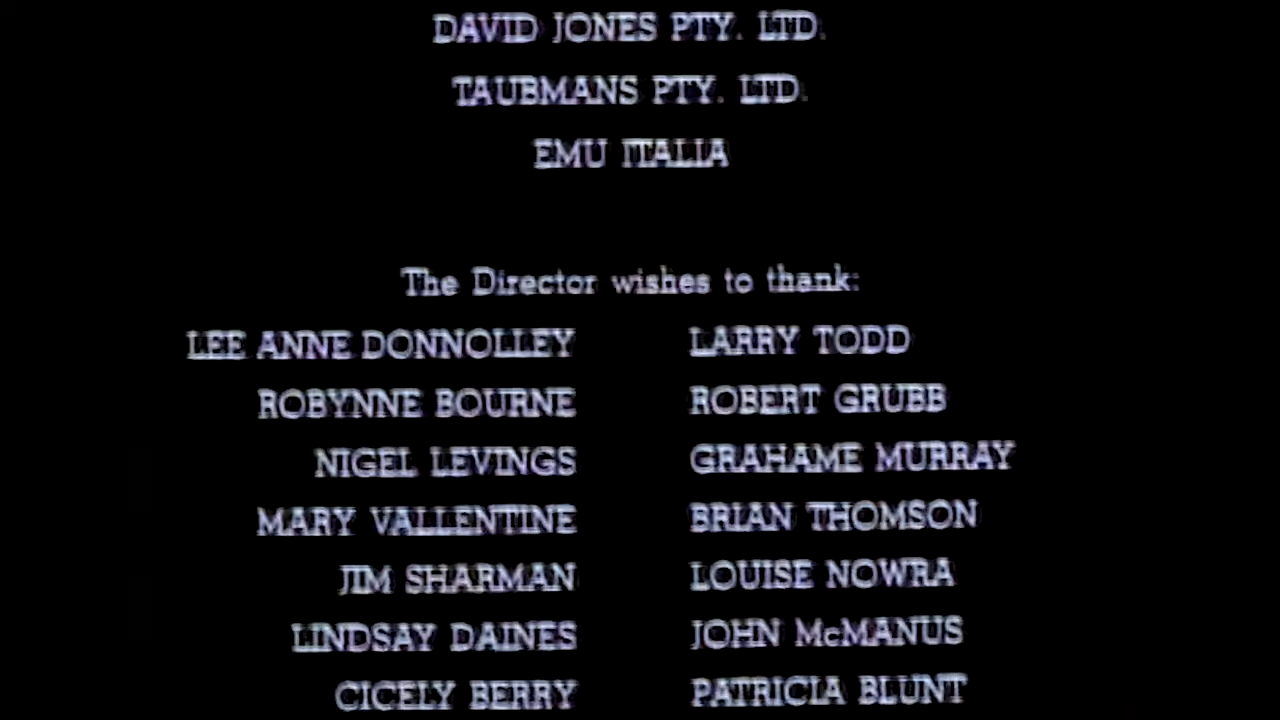 DAVID JONES PTY. LTD.
TAUBMANS PTY. LTD.
EMU ITALIA
The Director wishes to thank:
LEE ANNE DONNOLLEY LARRY TODD
ROBYNNE BOURNE ROBERT GRUBB
NIGEL LEVINGS GRAHAME MURRAY
MARY VALLENTINE BRIAN THOMSON
JIM SHARMAN LOUISE NOWRA
LINDSAY DAINES JOHN McMANUS
CICELY BERRY PATRICIA BLUNT